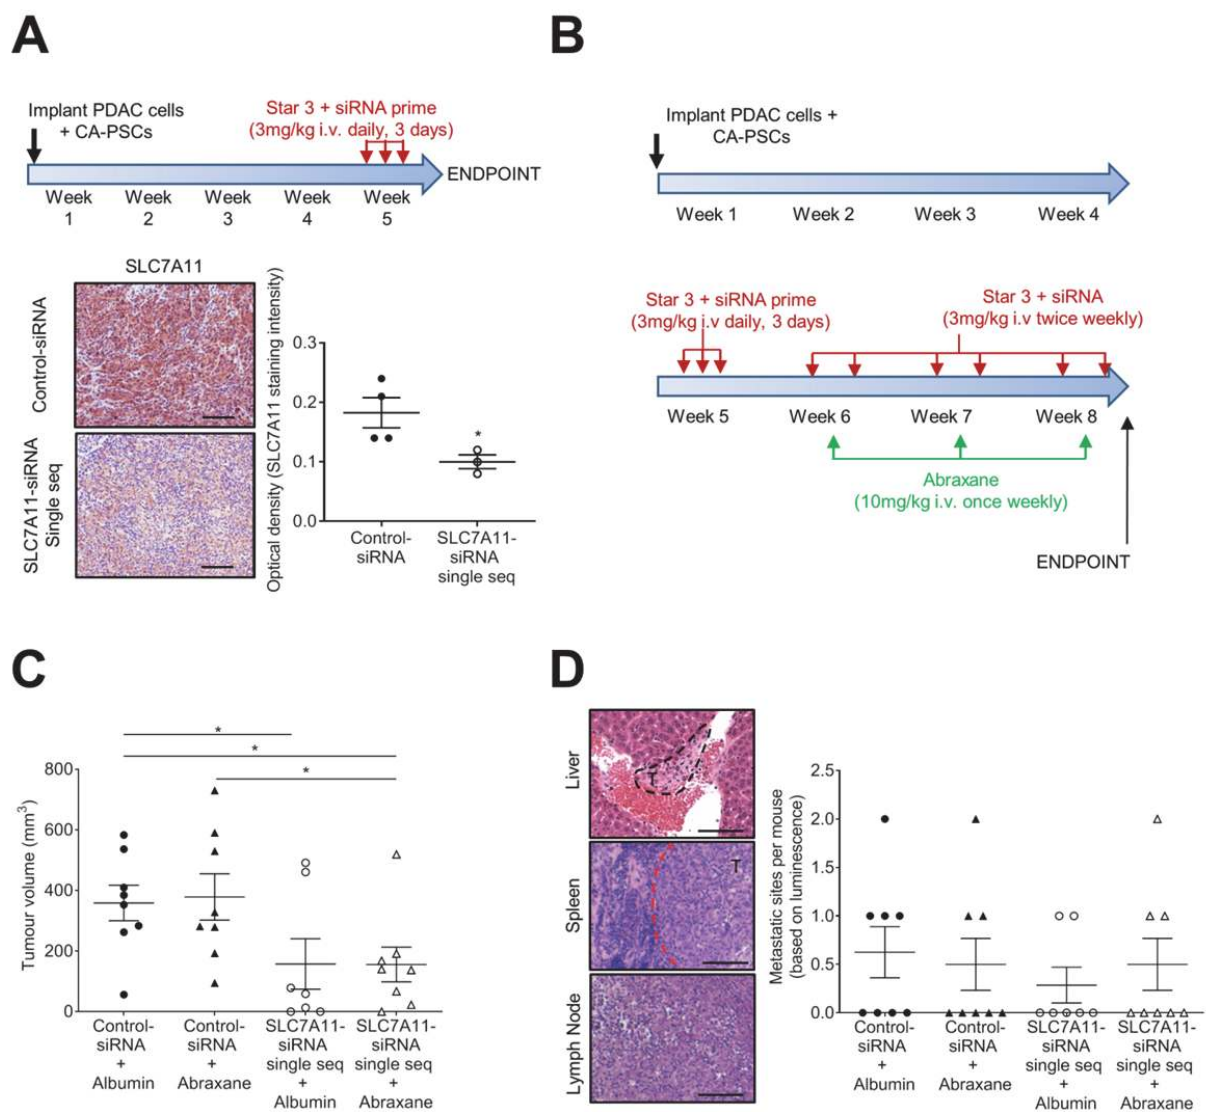 A
Implant PDAC cells
+ CA-PSCs
Star 3 + siRNA prime
(3mg/kg i.v. daily, 3 days)
ENDPOINT
Week
1
Week
2
Week
3
Week
4
Week
5
SLC7A11
Control-siRNA
SLC7A11-siRNA
Single seq
Optical density (SLC7A11 staining intensity)
0.3
0.2
0.1
0.0
*
Control-
siRNA
SLC7A11-
siRNA
single seq
B
Implant PDAC cells +
CA-PSCs
Week 1
Week 2
Week 3
Week 4
Star 3 + siRNA prime
(3mg/kg i.v daily, 3 days)
Star 3 + siRNA
(3mg/kg i.v twice weekly)
Week 5
Week 6
Week 7
Week 8
Abraxane
(10mg/kg i.v. once weekly)
ENDPOINT
C
*
*
*
Tumour volume (mm³)
800
600
400
200
0
Control-
siRNA
+
Albumin
Control-
siRNA
+
Abraxane
SLC7A11-
siRNA
single seq
+
Albumin
SLC7A11-
siRNA
single seq
+
Abraxane
D
Liver
T
Spleen
T
Lymph Node
Metastatic sites per mouse
(based on luminescence)
2.5
2.0
1.5
1.0
0.5
0.0
Control-
siRNA
+
Albumin
Control-
siRNA
+
Abraxane
SLC7A11-
siRNA
single seq
+
Albumin
SLC7A11-
siRNA
single seq
+
Abraxane